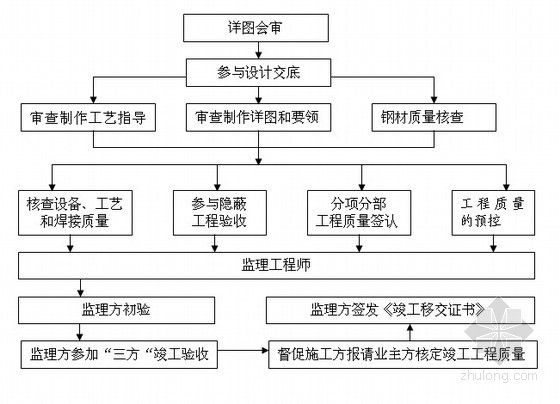 详图会审
参与设计交底
审查制作工艺指导
审查制作详图和要领
钢材质量核查
核查设备、工艺
和焊接质量
参与隐蔽
工程验收
分项分部
工程质量签认
工程质量
的预控
监理工程师
监理方初验
监理方签发《竣工移交证书》
监理方参加“三方“竣工验收
督促施工方报请业主方核定竣工工程质量
zhulong.com